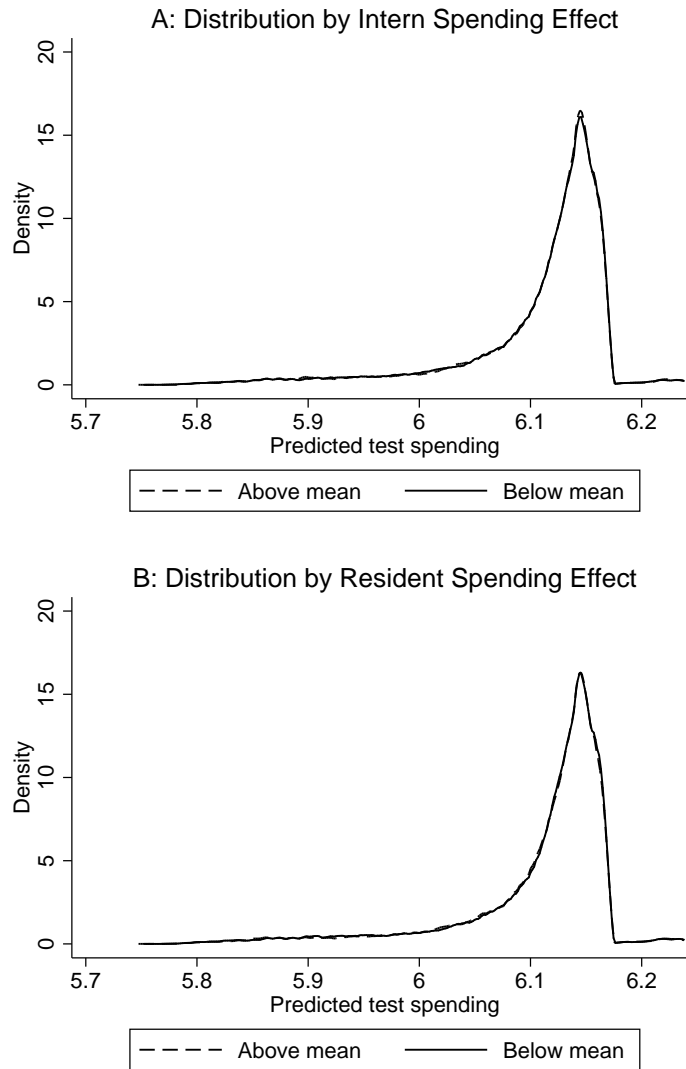 A: Distribution by Intern Spending Effect
20
15
10
5
0
Density
5.7 5.8 5.9 6 6.1 6.2
Predicted test spending
Above mean Below mean
B: Distribution by Resident Spending Effect
20
15
10
5
0
Density
5.7 5.8 5.9 6 6.1 6.2
Predicted test spending
Above mean Below mean